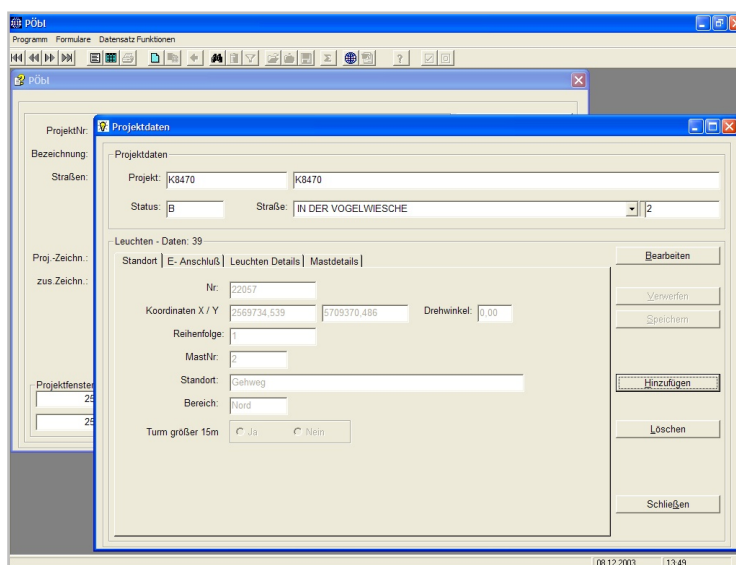 PÖbl
Programm Formulare Datensatz Funktionen
PÖbl
ProjektNr:
Bezeichnung:
Straßen:
Proj.-Zeichn.:
zus.Zeichn.:
Projektfenster
25
25
Projektdaten
Projektdaten
Projekt: K8470 K8470
Status: B Straße: IN DER VOGELWIESCHE 2
Leuchten - Daten: 39
Standort E- Anschluß Leuchten Details Mastdetails
Nr: 22057
Koordinaten X / Y 2569734,539 5709370,486 Drehwinkel: 0,00
Reihenfolge: 1
MastNr: 2
Standort: Gehweg
Bereich: Nord
Turm größer 15m Ja Nein
Bearbeiten
Verwerfen
Speichern
Hinzufügen
Löschen
Schließen
08.12.2003 13:49